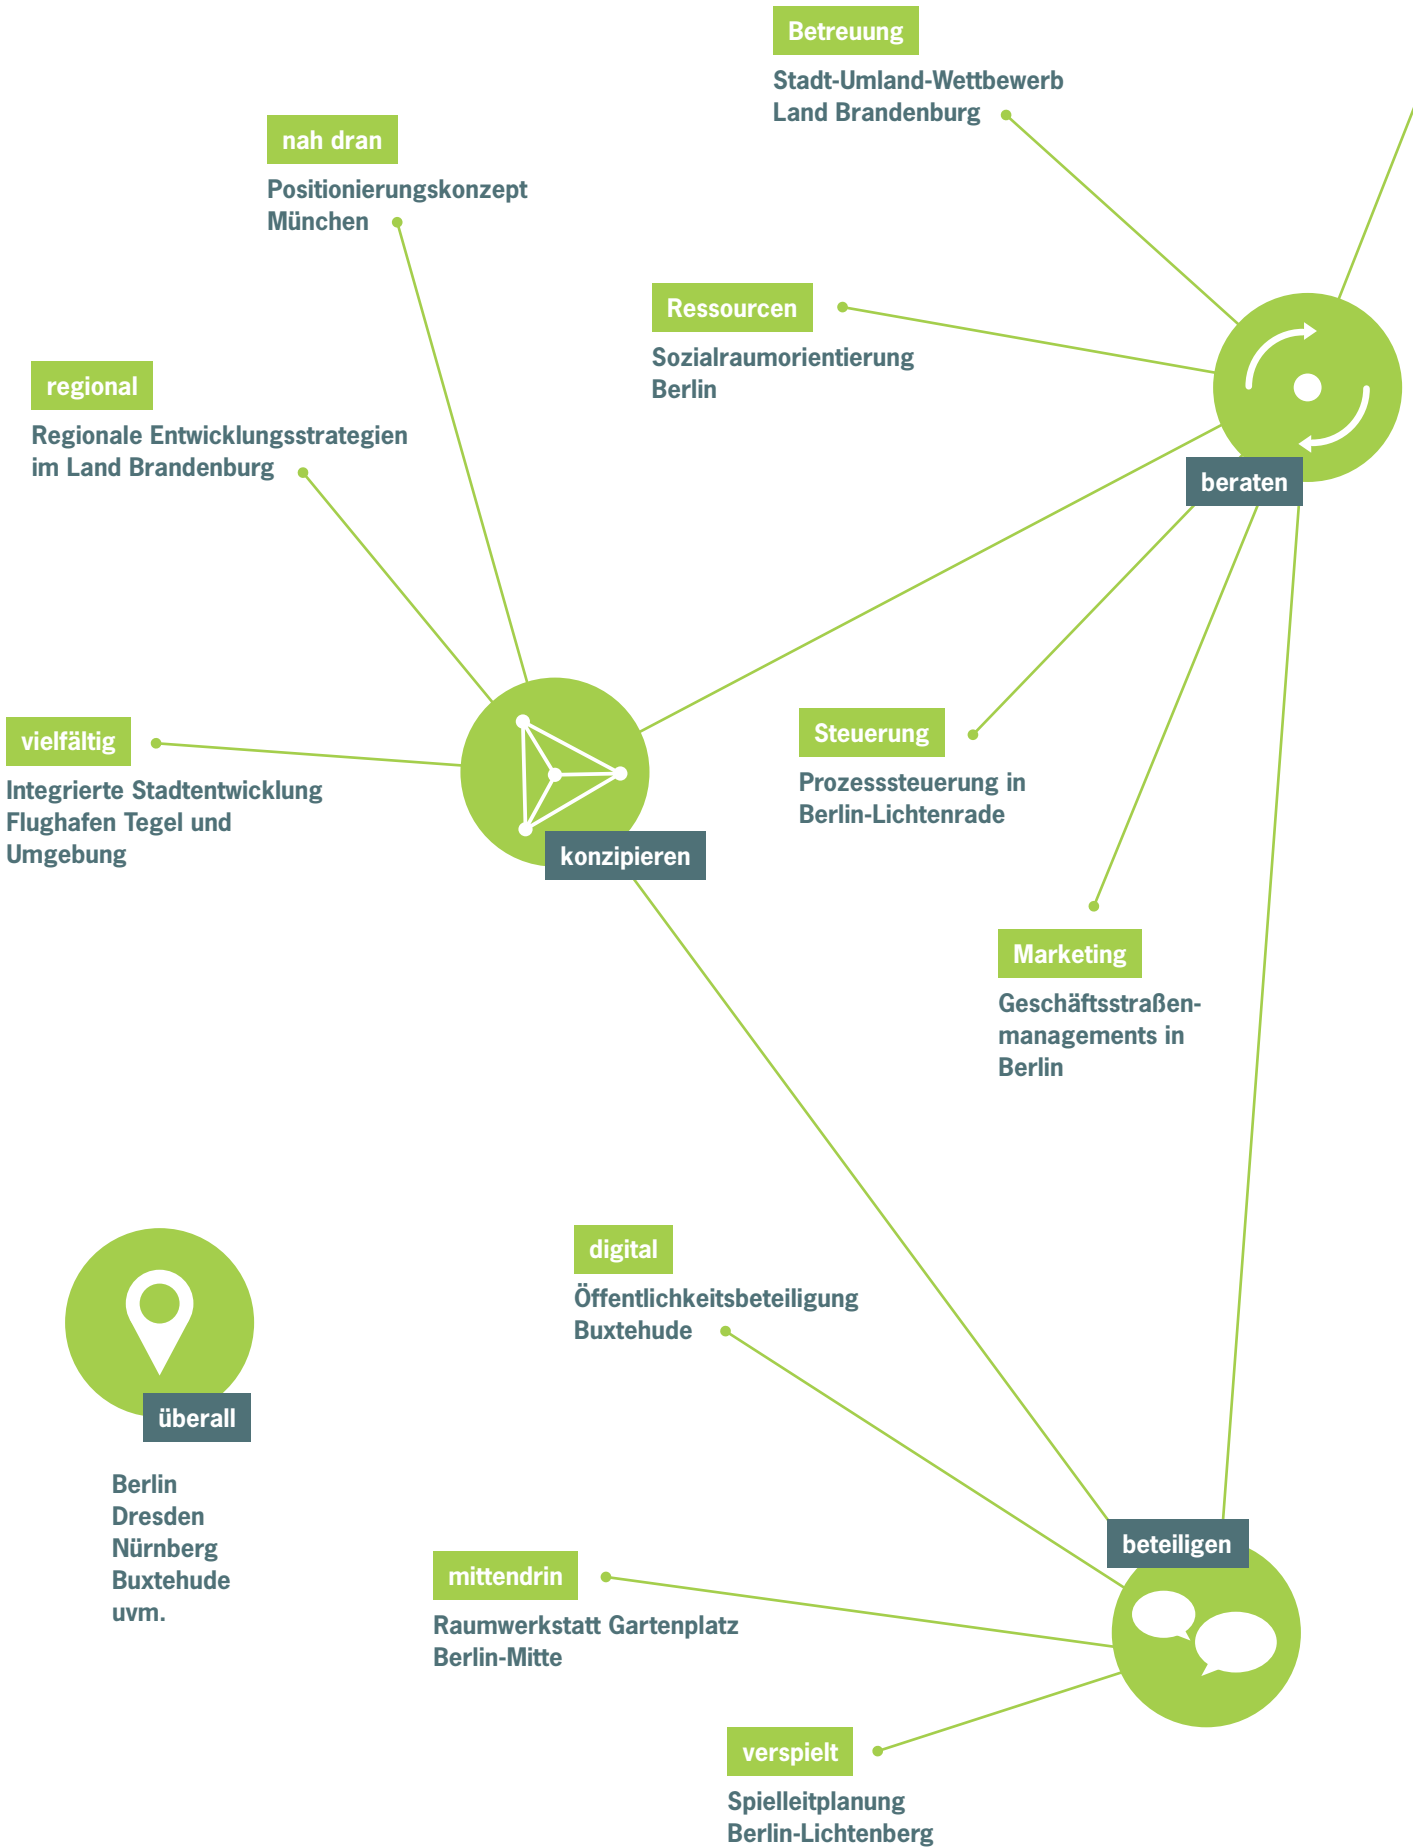 Betreuung
Stadt-Umland-Wettbewerb
Land Brandenburg
nah dran
Positionierungskonzept
München
Ressourcen
Sozialraumorientierung
Berlin
regional
Regionale Entwicklungsstrategien
im Land Brandenburg
beraten
vielfältig
Integrierte Stadtentwicklung
Flughafen Tegel und
Umgebung
konzipieren
Steuerung
Prozesssteuerung in
Berlin-Lichtenrade
Marketing
Geschäftsstraßen-
managements in
Berlin
digital
Öffentlichkeitsbeteiligung
Buxtehude
überall
Berlin
Dresden
Nürnberg
Buxtehude
uvm.
beteiligen
mittendrin
Raumwerkstatt Gartenplatz
Berlin-Mitte
verspielt
Spielleitplanung
Berlin-Lichtenberg